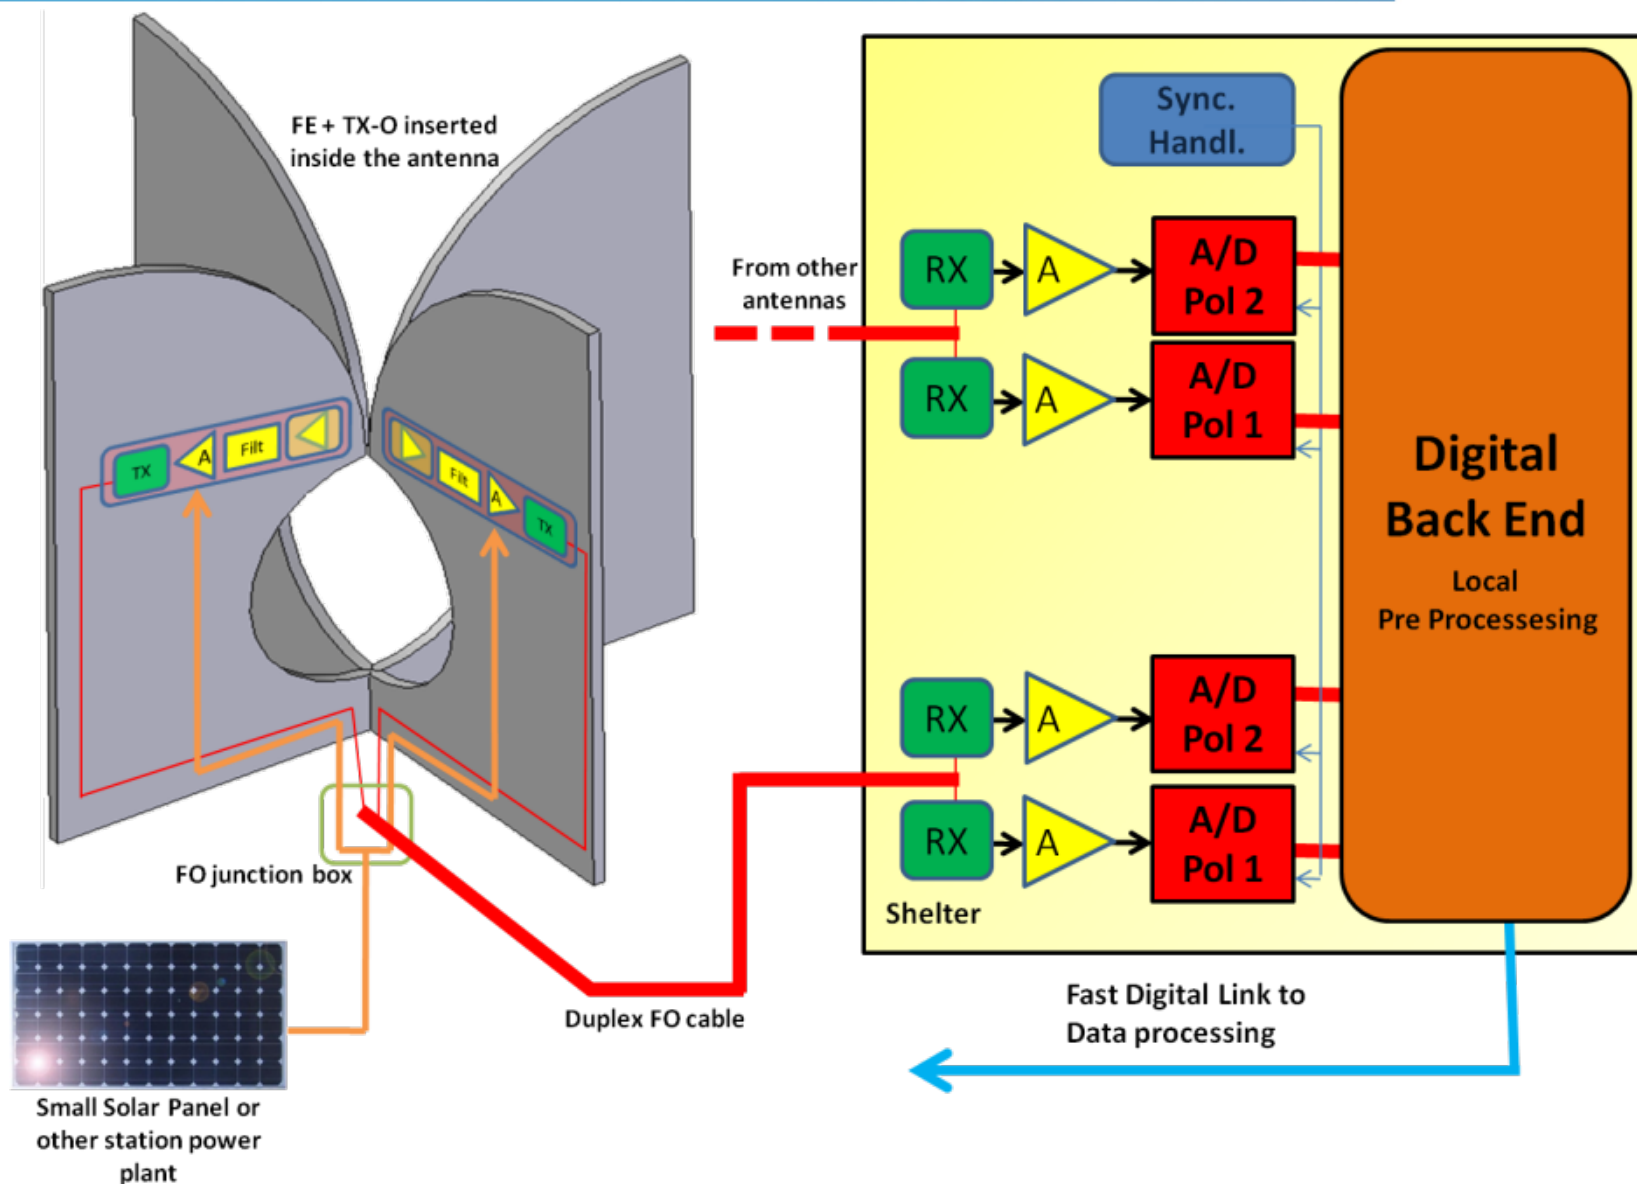 FE + TX-O inserted
inside the antenna
TX
A
Filt
Filt
A
TX
FO junction box
Small Solar Panel or
other station power
plant
Duplex FO cable
From other
antennas
Sync.
Handl.
RX
A
A/D
Pol 2
RX
A
A/D
Pol 1
RX
A
A/D
Pol 2
RX
A
A/D
Pol 1
Shelter
Digital
Back End
Local
Pre Processesing
Fast Digital Link to
Data processing